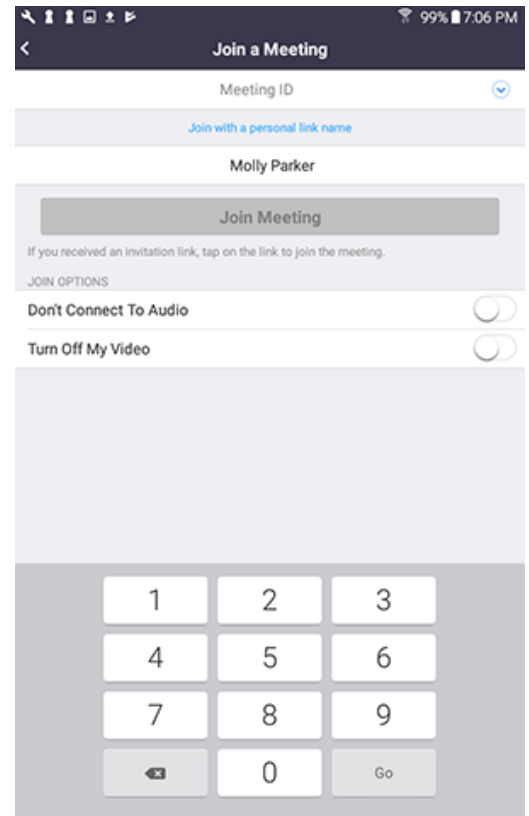 99% 7:06 PM
Join a Meeting
Meeting ID
Join with a personal link name
Molly Parker
Join Meeting
If you received an invitation link, tap on the link to join the meeting.
JOIN OPTIONS
Don't Connect To Audio
Turn Off My Video
1 2 3
4 5 6
7 8 9
0 Go